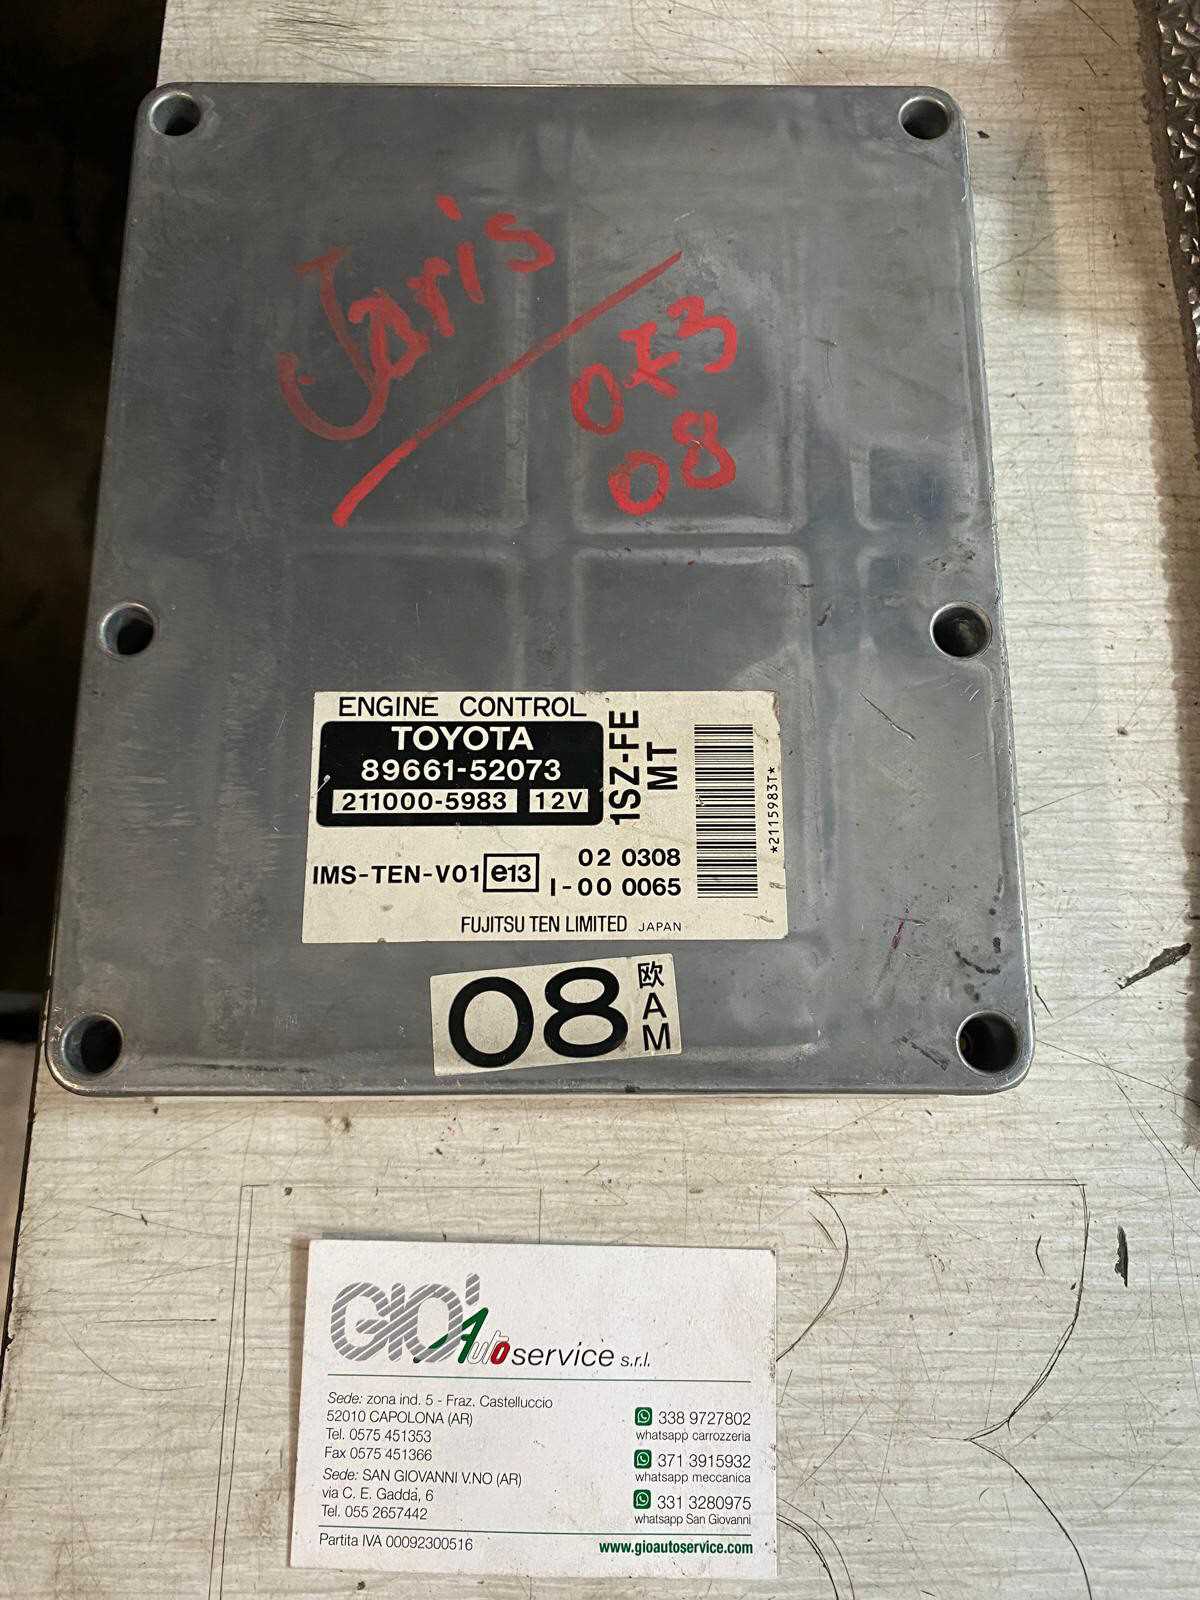 Yaris
073
08
ENGINE CONTROL
TOYOTA
89661-52073
211000-5983 12V
1SZ-FE
MT
*2115983T*
IMS-TEN-V01 e13
02 0308
I-00 0065
FUJITSU TEN LIMITED JAPAN
08
欧
AM
GIO' Auto service s.r.l.
Sede: zona ind. 5 - Fraz. Castelluccio
52010 CAPOLONA (AR)
Tel. 0575 451353
Fax 0575 451366
Sede: SAN GIOVANNI V.NO (AR)
via C. E. Gadda, 6
Tel. 055 2657442
338 9727802
whatsapp carrozzeria
371 3915932
whatsapp meccanica
331 3280975
whatsapp San Giovanni
Partita IVA 00092300516
www.gioautoservice.com